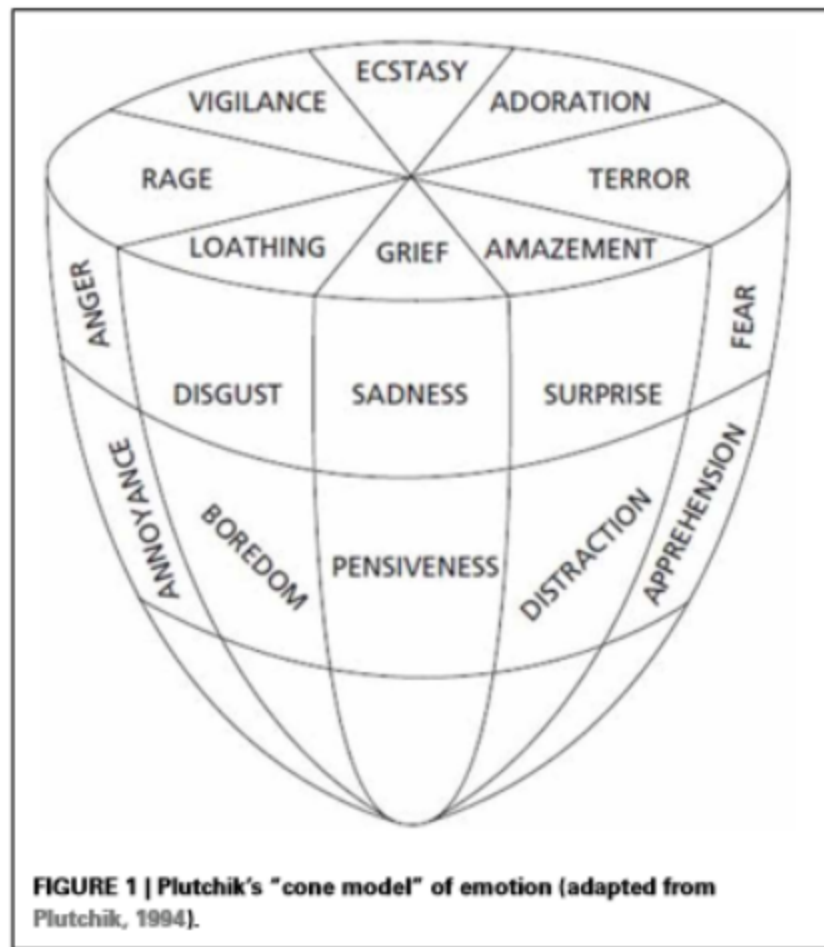 ECSTASY
VIGILANCE
ADORATION
RAGE
TERROR
LOATHING
GRIEF
AMAZEMENT
ANGER
FEAR
DISGUST
SADNESS
SURPRISE
ANNOYANCE
BOREDOM
PENSIVENESS
DISTRACTION
APPREHENSION
FIGURE 1 | Plutchik's "cone model" of emotion (adapted from
Plutchik, 1994).